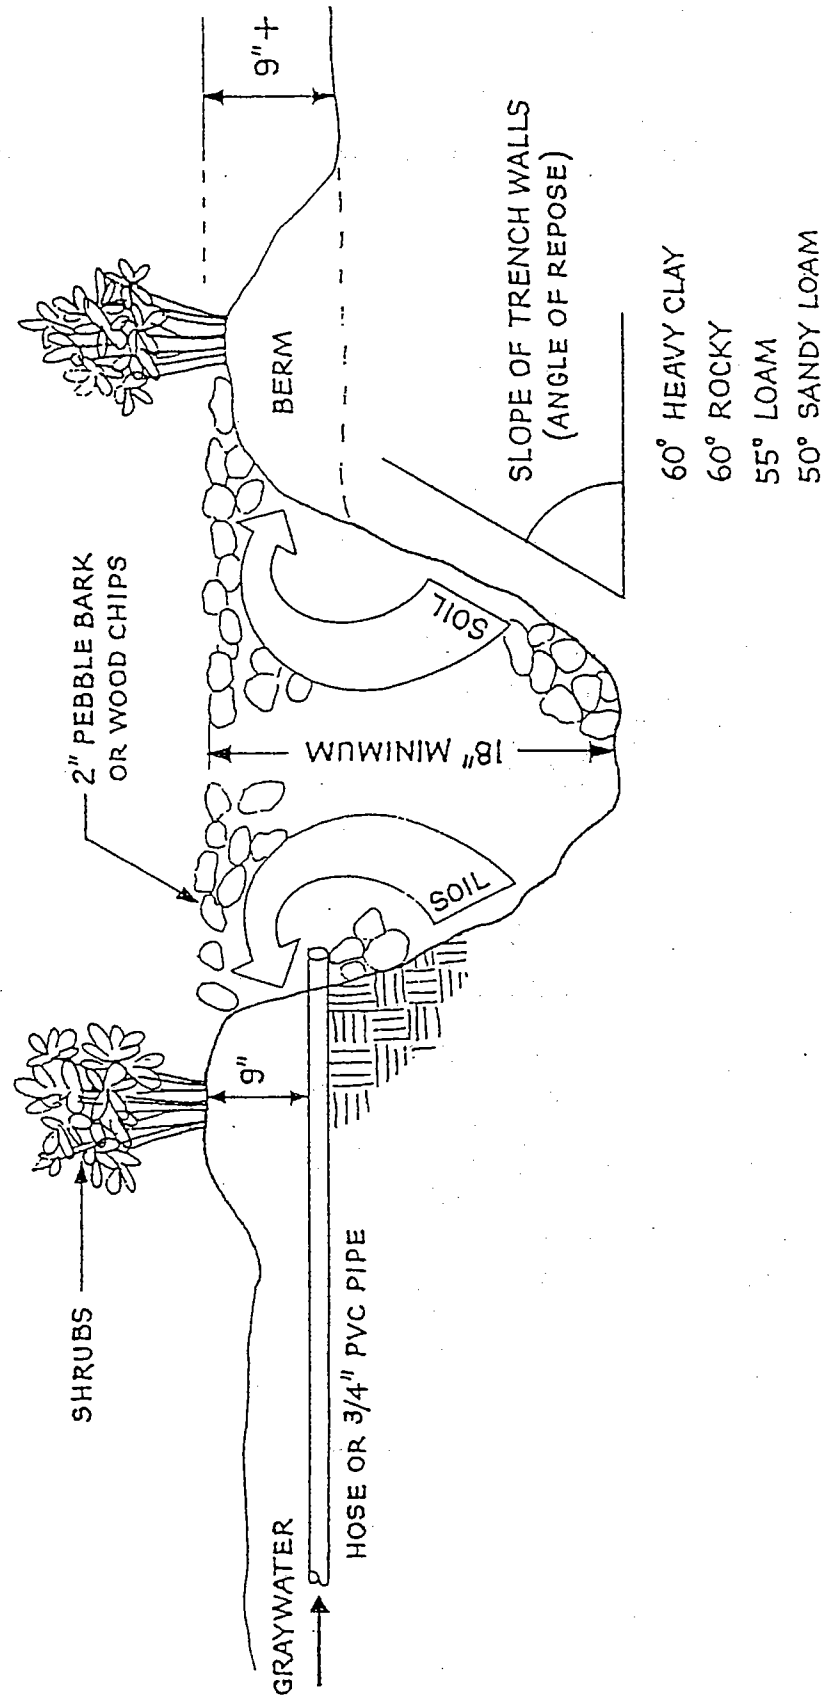 SHRUBS
2" PEBBLE BARK
OR WOOD CHIPS
9"
9"+
BERM
GRAYWATER
HOSE OR 3/4" PVC PIPE
SOIL
18" MINIMUM
SOIL
SLOPE OF TRENCH WALLS
(ANGLE OF REPOSE)
60° HEAVY CLAY
60° ROCKY
55° LOAM
50° SANDY LOAM